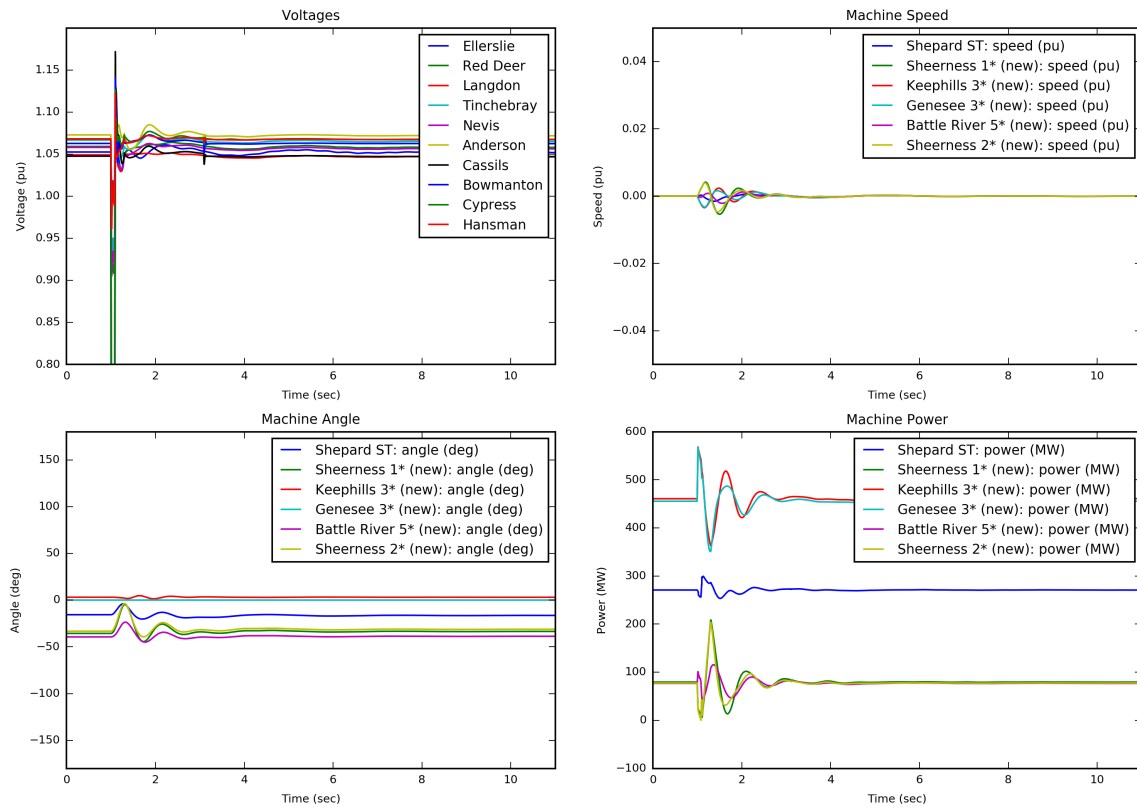 Voltages
Voltage (pu)
1.15
1.10
1.05
1.00
0.95
0.90
0.85
0.80
0 2 4 6 8 10
Time (sec)
Ellerslie
Red Deer
Langdon
Tinchebray
Nevis
Anderson
Cassils
Bowmanton
Cypress
Hansman
Machine Speed
Speed (pu)
0.04
0.02
0.00
−0.02
−0.04
0 2 4 6 8 10
Time (sec)
Shepard ST: speed (pu)
Sheerness 1* (new): speed (pu)
Keephills 3* (new): speed (pu)
Genesee 3* (new): speed (pu)
Battle River 5* (new): speed (pu)
Sheerness 2* (new): speed (pu)
Machine Angle
Angle (deg)
150
100
50
0
−50
−100
−150
0 2 4 6 8 10
Time (sec)
Shepard ST: angle (deg)
Sheerness 1* (new): angle (deg)
Keephills 3* (new): angle (deg)
Genesee 3* (new): angle (deg)
Battle River 5* (new): angle (deg)
Sheerness 2* (new): angle (deg)
Machine Power
Power (MW)
600
500
400
300
200
100
0
−100
0 2 4 6 8 10
Time (sec)
Shepard ST: power (MW)
Sheerness 1* (new): power (MW)
Keephills 3* (new): power (MW)
Genesee 3* (new): power (MW)
Battle River 5* (new): power (MW)
Sheerness 2* (new): power (MW)